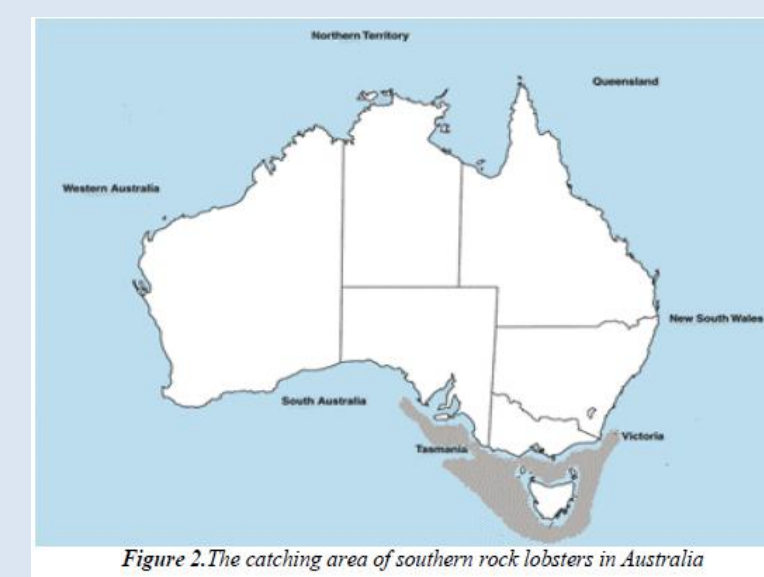 Northern Territory
Queensland
Western Australia
New South Wales
South Australia
Victoria
Tasmania
Figure 2.The catching area of southern rock lobsters in Australia